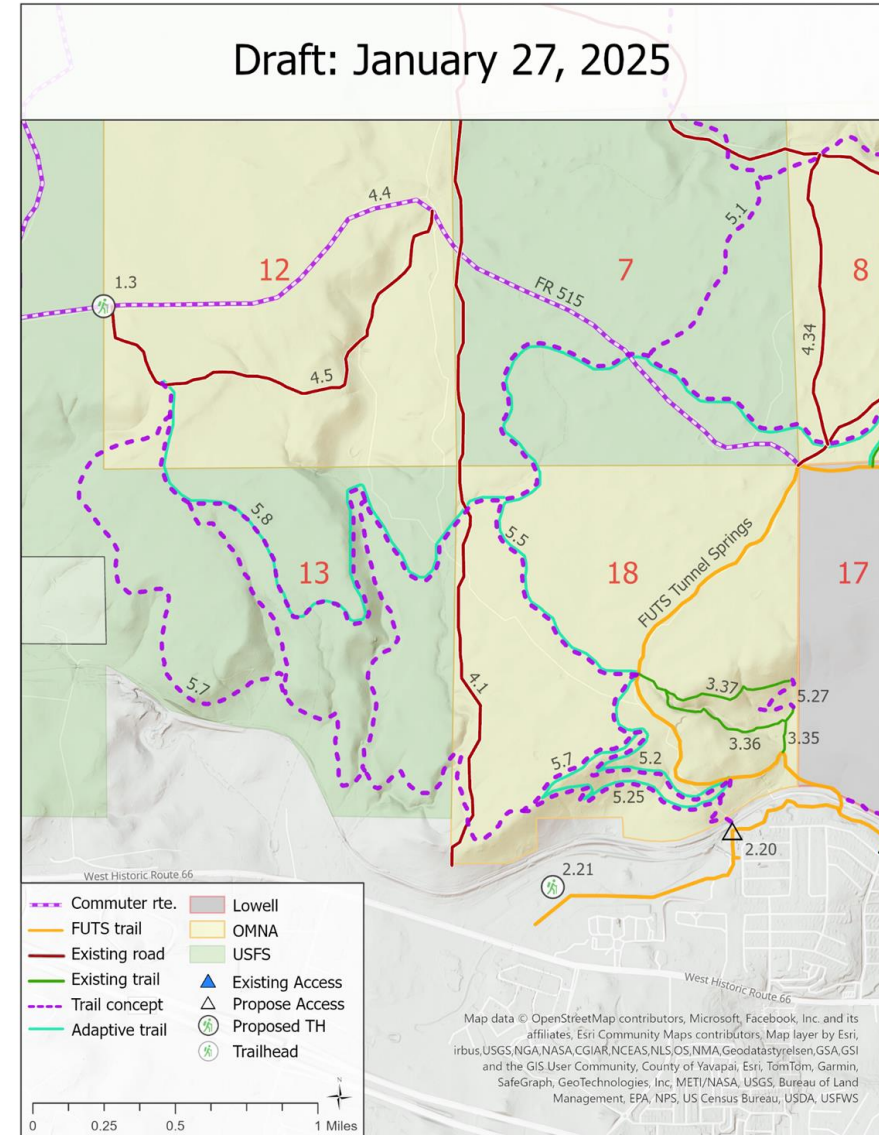 Draft: January 27, 2025
4.4
1.3
12
7
8
5.1
FR 515
4.34
4.5
5.8
13
5.5
18
17
FUTS Tunnel Springs
5.7
4.1
3.37
5.27
3.36
3.35
5.7
5.2
5.25
2.20
2.21
West Historic Route 66
Commuter rte.
FUTS trail
Existing road
Existing trail
Trail concept
Adaptive trail
Lowell
OMNA
USFS
Existing Access
Propose Access
Proposed TH
Trailhead
N
0 0.25 0.5 1 Miles
West Historic Route 66
Map data © OpenStreetMap contributors, Microsoft, Facebook, Inc. and its
affiliates, Esri Community Maps contributors, Map layer by Esri,
irbus,USGS,NGA,NASA,CGIAR,NCEAS,NLS,OS,NMA,Geodatastyrelsen,GSA,GSI
and the GIS User Community, County of Yavapai, Esri, TomTom, Garmin,
SafeGraph, GeoTechnologies, Inc, METI/NASA, USGS, Bureau of Land
Management, EPA, NPS, US Census Bureau, USDA, USFWS